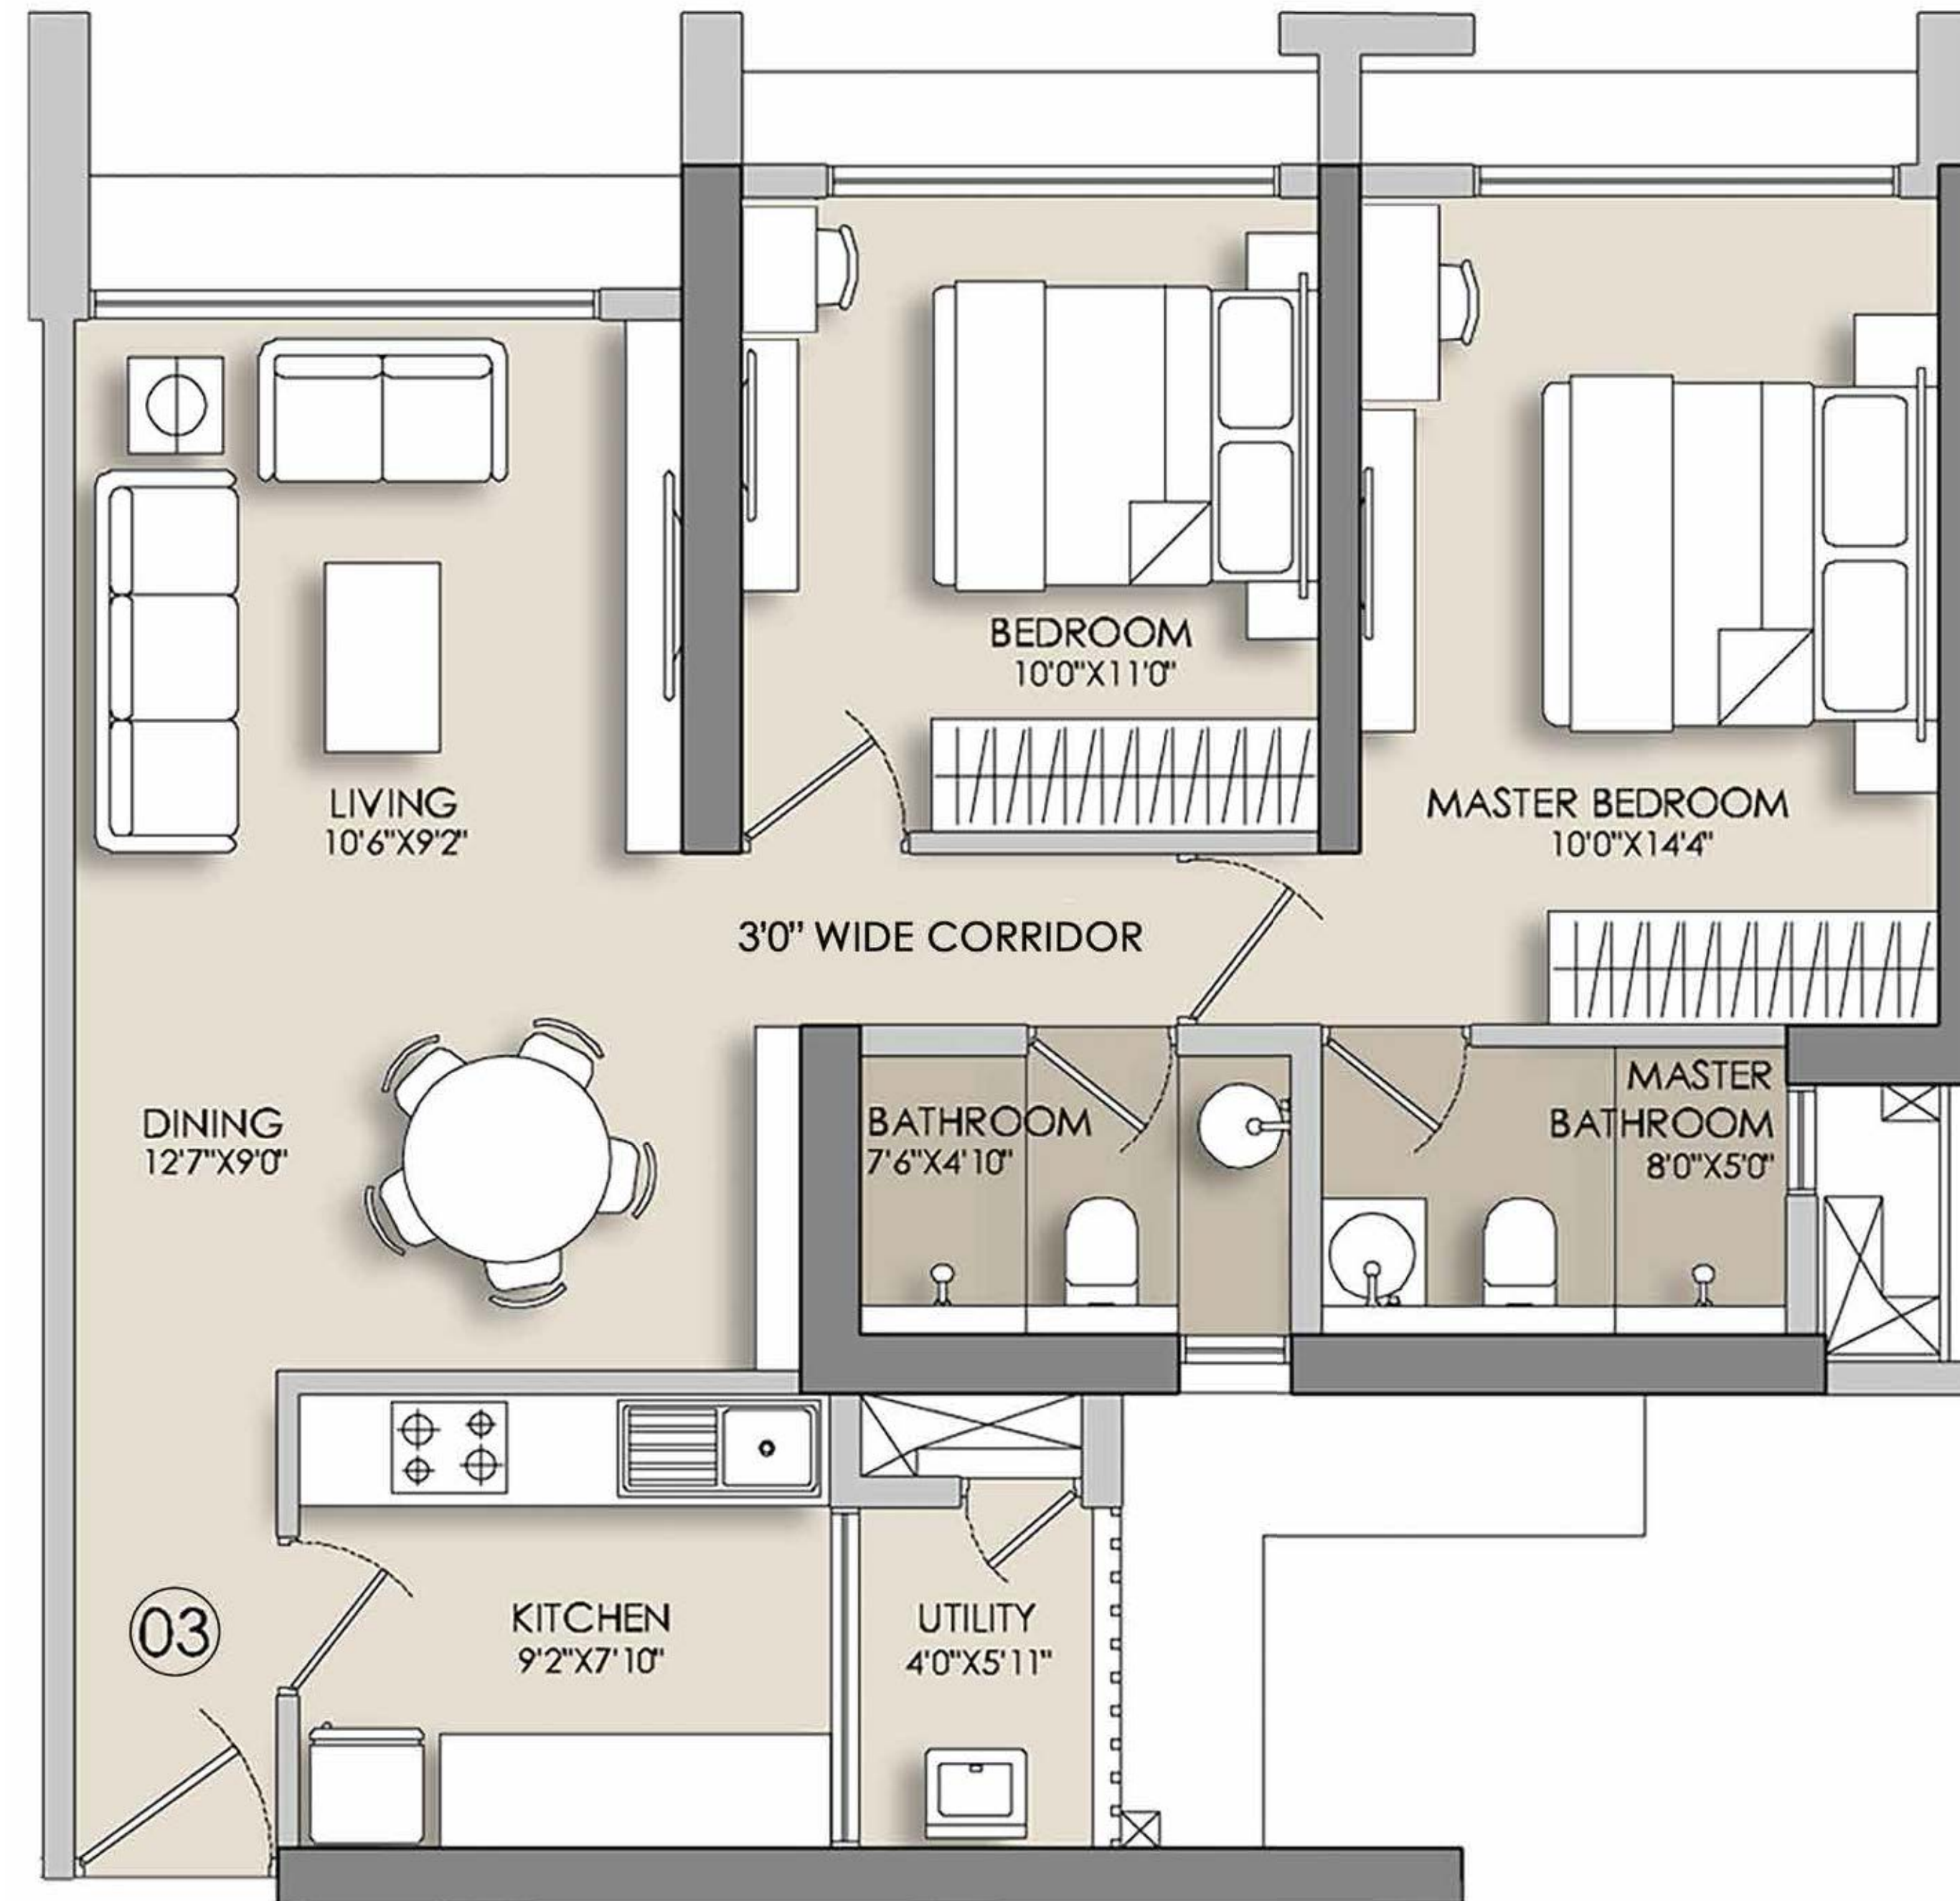 BEDROOM
10'0"X11'0"
LIVING
10'6"X9'2"
MASTER BEDROOM
10'0"X14'4"
3'0" WIDE CORRIDOR
DINING
12'7"X9'0"
BATHROOM
7'6"X4'10"
MASTER
BATHROOM
8'0"X5'0"
03
KITCHEN
9'2"X7'10"
UTILITY
4'0"X5'11"